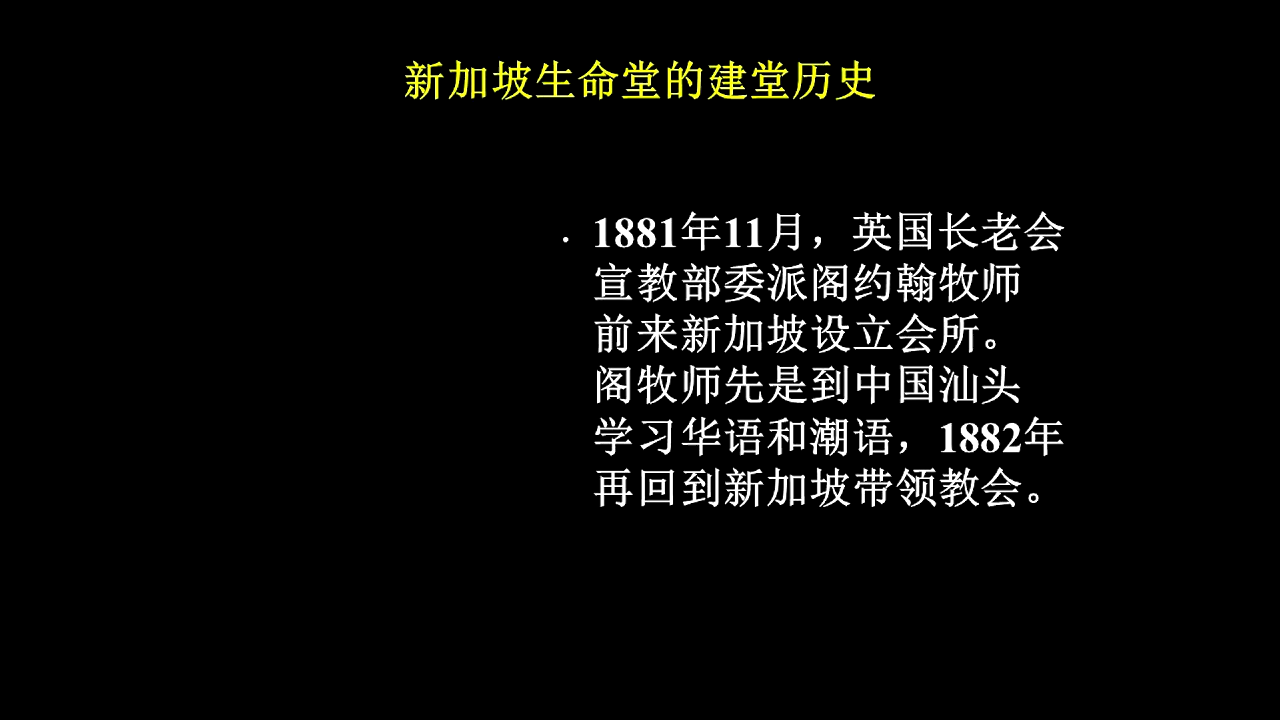 新加坡生命堂的建堂历史
· 1881年11月，英国长老会
宣教部委派阁约翰牧师
前来新加坡设立会所。
阁牧师先是到中国汕头
学习华语和潮语，1882年
再回到新加坡带领教会。